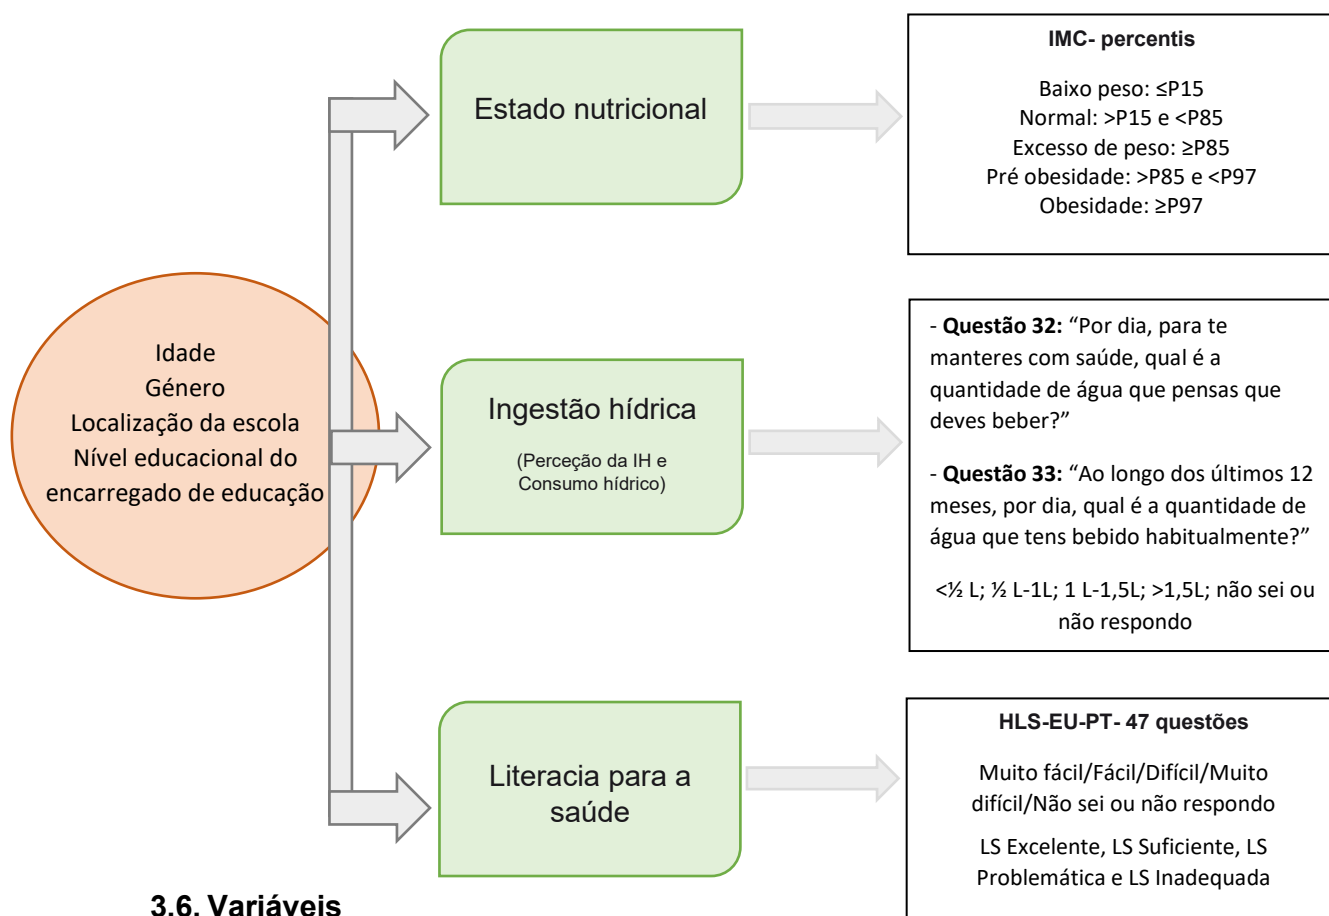 Idade
Género
Localização da escola
Nível educacional do
encarregado de educação
Estado nutricional
IMC- percentis
Baixo peso: ≤P15
Normal: >P15 e <P85
Excesso de peso: ≥P85
Pré obesidade: >P85 e <P97
Obesidade: ≥P97
Ingestão hídrica
(Perceção da IH e
Consumo hídrico)
- Questão 32: “Por dia, para te
manteres com saúde, qual é a
quantidade de água que pensas que
deves beber?”
- Questão 33: “Ao longo dos últimos 12
meses, por dia, qual é a quantidade de
água que tens bebido habitualmente?”
<½ L; ½ L-1L; 1 L-1,5L; >1,5L; não sei ou
não respondo
Literacia para a
saúde
HLS-EU-PT- 47 questões
Muito fácil/Fácil/Difícil/Muito
difícil/Não sei ou não respondo
LS Excelente, LS Suficiente, LS
Problemática e LS Inadequada
3.6. Variáveis